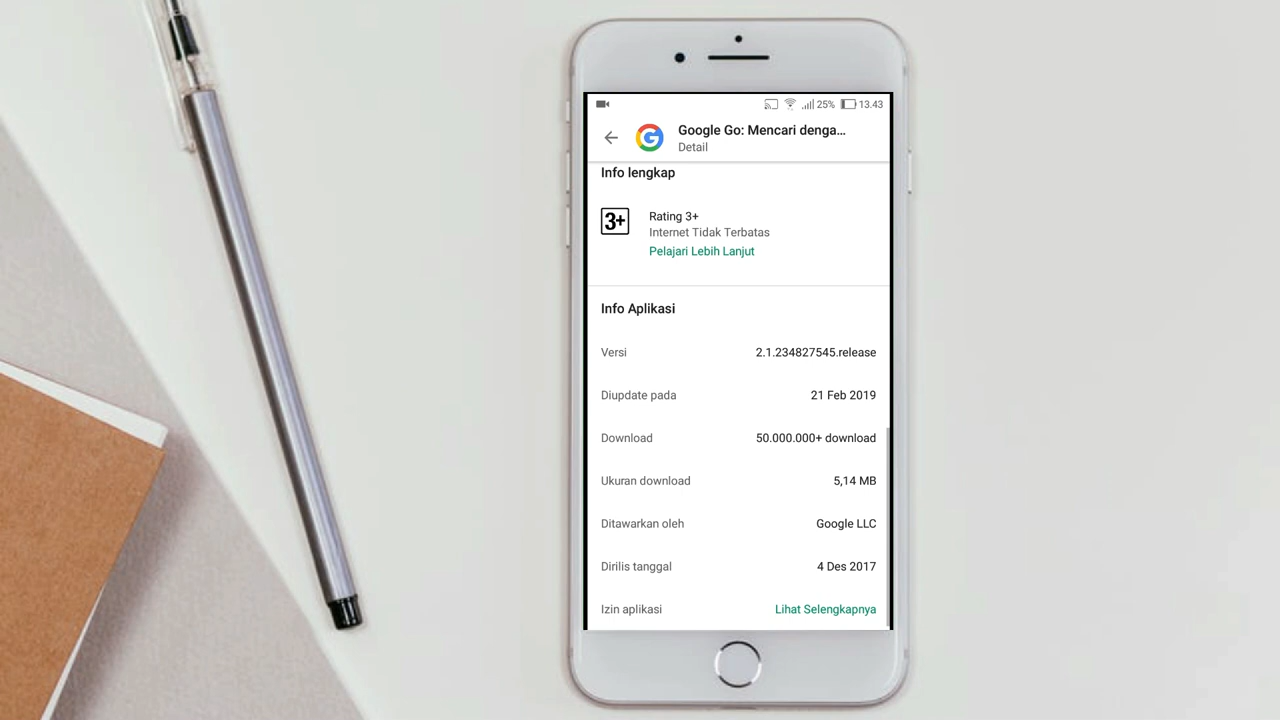 25% 13.43
Google Go: Mencari denga...
Detail
Info lengkap
3+
Rating 3+
Internet Tidak Terbatas
Pelajari Lebih Lanjut
Info Aplikasi
Versi 2.1.234827545.release
Diupdate pada 21 Feb 2019
Download 50.000.000+ download
Ukuran download 5,14 MB
Ditawarkan oleh Google LLC
Dirilis tanggal 4 Des 2017
Izin aplikasi Lihat Selengkapnya